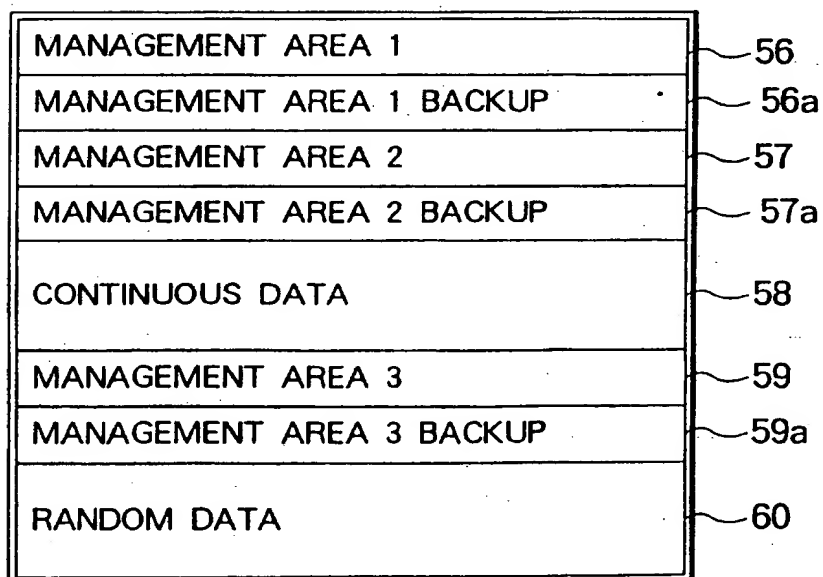 MANAGEMENT AREA 1 56
MANAGEMENT AREA 1 BACKUP 56a
MANAGEMENT AREA 2 57
MANAGEMENT AREA 2 BACKUP 57a
CONTINUOUS DATA 58
MANAGEMENT AREA 3 59
MANAGEMENT AREA 3 BACKUP 59a
RANDOM DATA 60